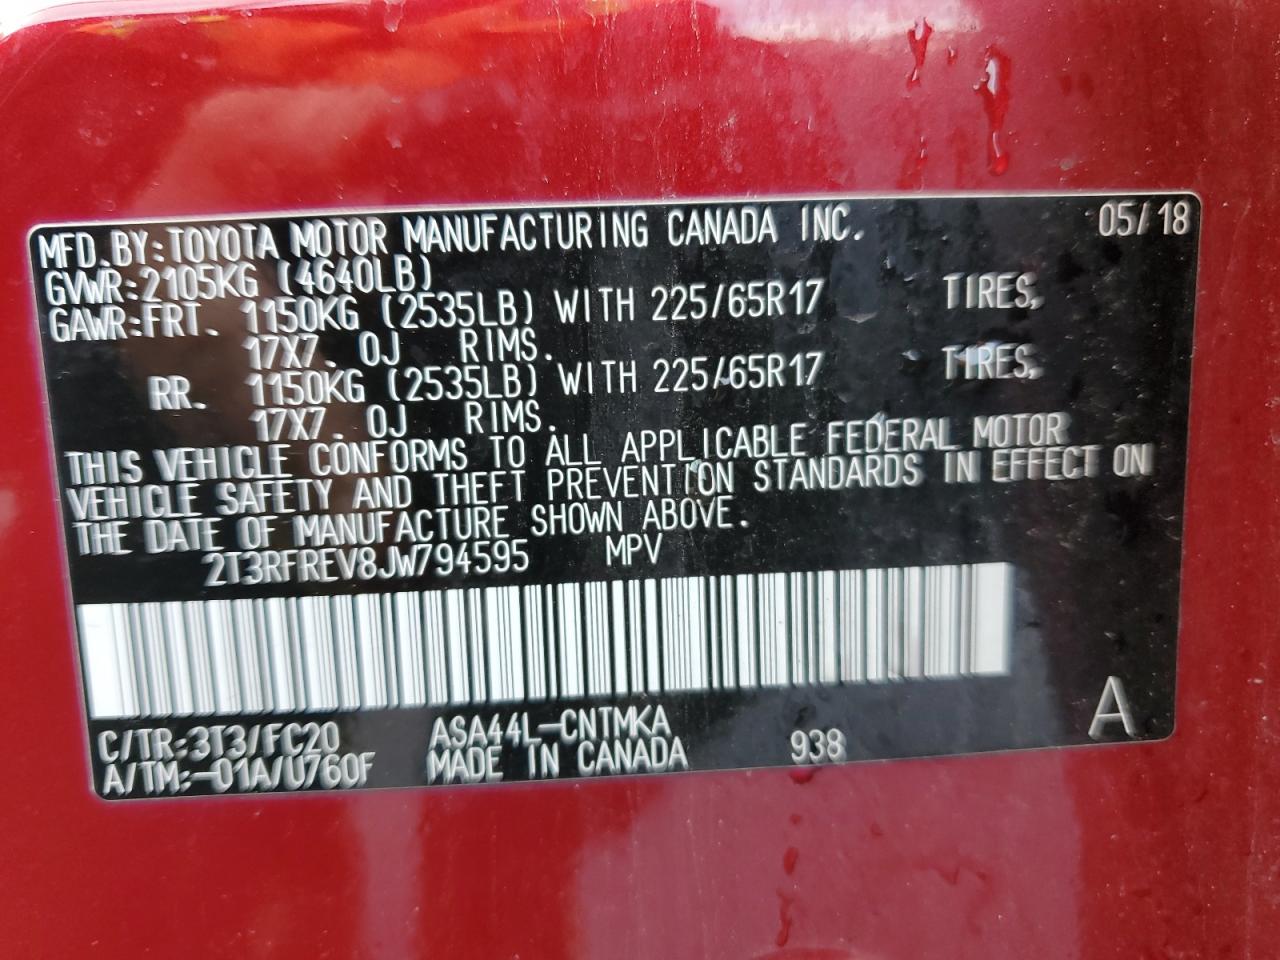 MFD.BY:TOYOTA MOTOR MANUFACTURING CANADA INC. 05/18
GVWR:2105KG (4640LB)
GAWR:FRT. 1150KG (2535LB) WITH 225/65R17 TIRES,
17X7.0J RIMS.
RR. 1150KG (2535LB) WITH 225/65R17 TIRES,
17X7.0J RIMS.
THIS VEHICLE CONFORMS TO ALL APPLICABLE FEDERAL MOTOR
VEHICLE SAFETY AND THEFT PREVENTION STANDARDS IN EFFECT ON
THE DATE OF MANUFACTURE SHOWN ABOVE.
2T3RFREV8JW794595 MPV
C/TR:3T3/FC20 ASA44L-CNTMKA 938 A
A/TM:-01A/U760F MADE IN CANADA